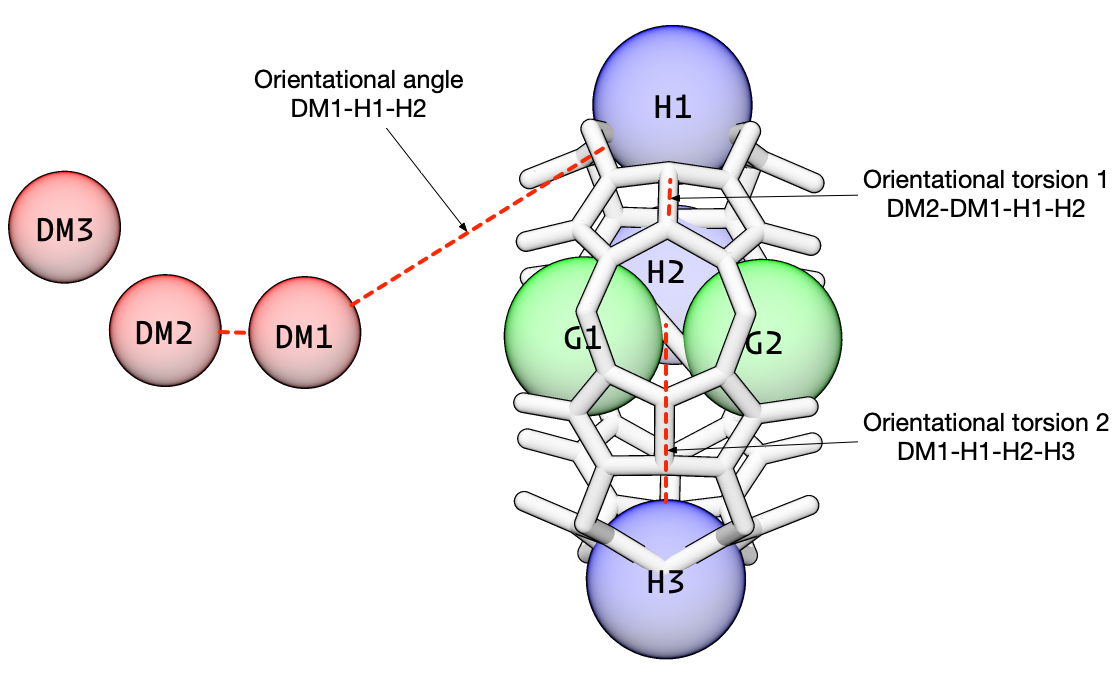 Orientational angle
DM1-H1-H2
H1
Orientational torsion 1
DM2-DM1-H1-H2
DM3
H2
DM2
DM1
G1
G2
Orientational torsion 2
DM1-H1-H2-H3
H3